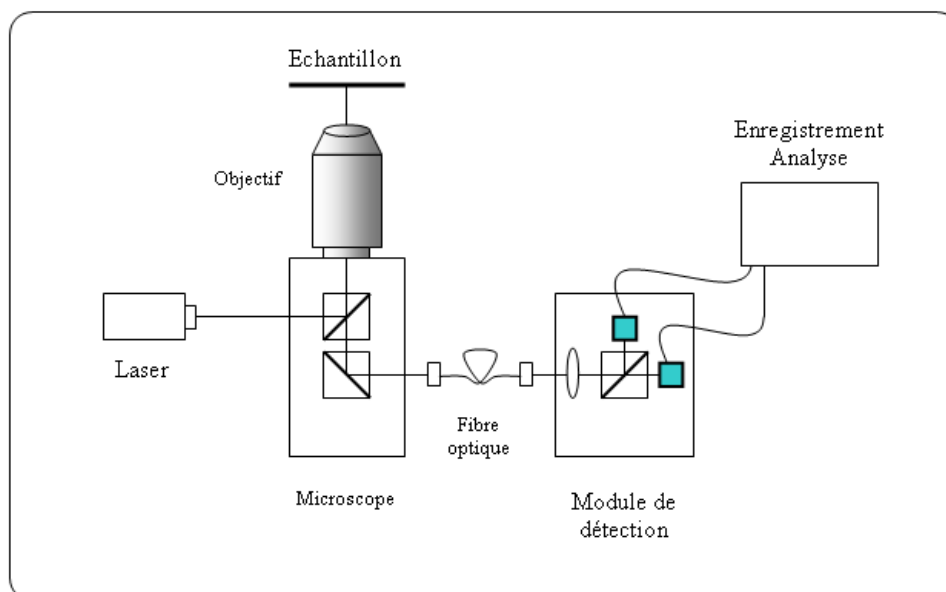 Echantillon
Enregistrement
Analyse
Objectif
Laser
Fibre
optique
Microscope
Module de
détection